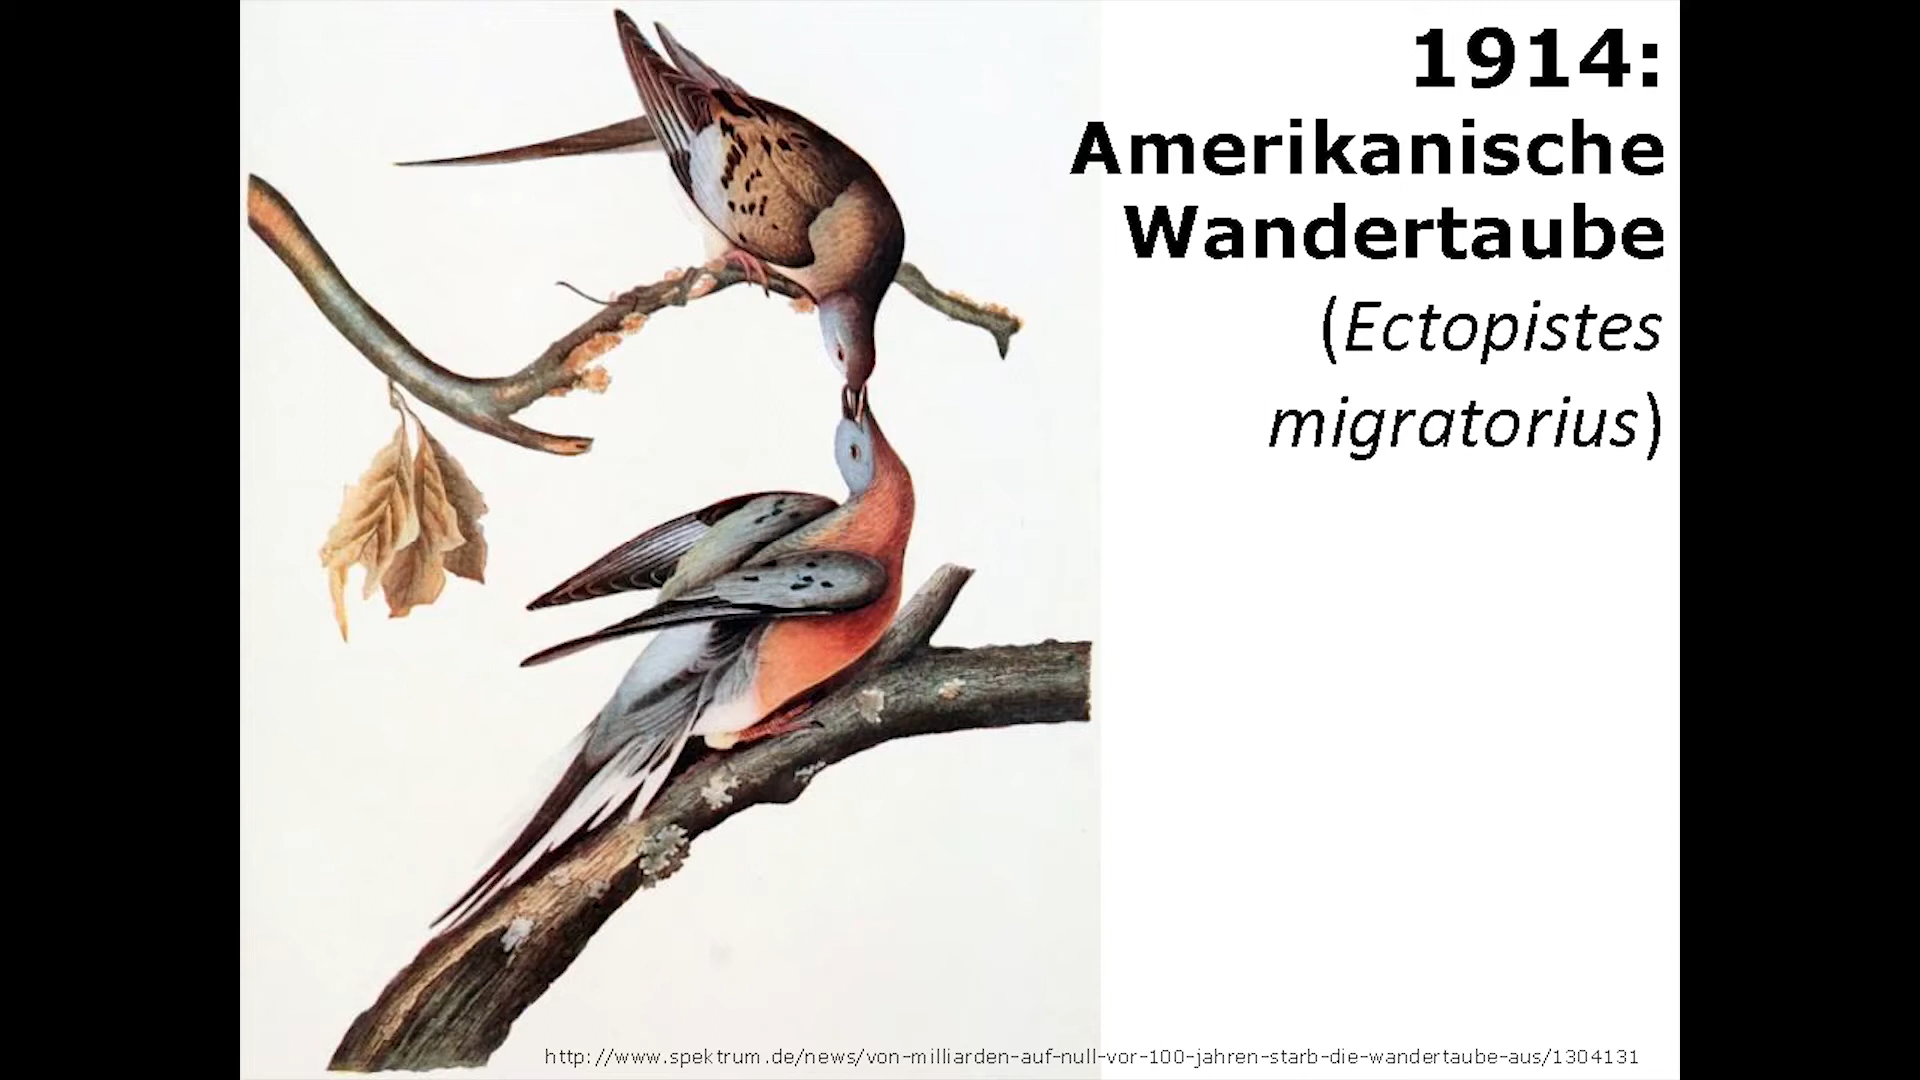 1914:
Amerikanische
Wandertaube
(Ectopistes
migratorius)
http://www.spektrum.de/news/von-milliarden-auf-null-vor-100-jahren-starb-die-wandertaube-aus/1304131